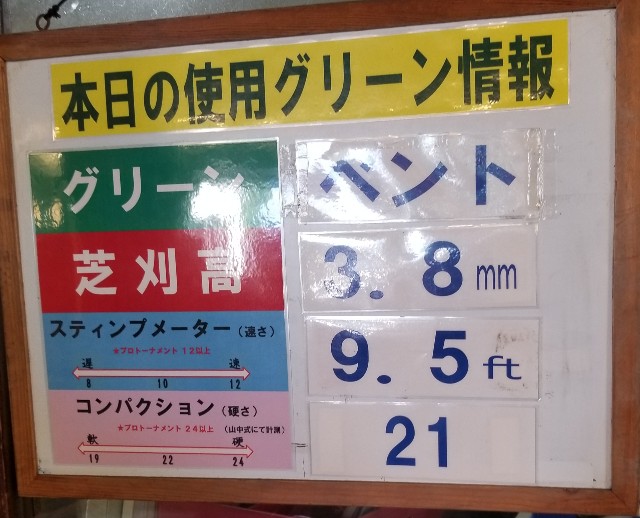 本日の使用グリーン情報
グリーン ベント
芝刈高 3.8mm
スティンプメーター（速さ） 9.5ft
★プロトーナメント 12以上
遅 速
8 10 12
コンパクション（硬さ） 21
★プロトーナメント 24以上 （山中式にて計測）
軟 硬
19 22 24